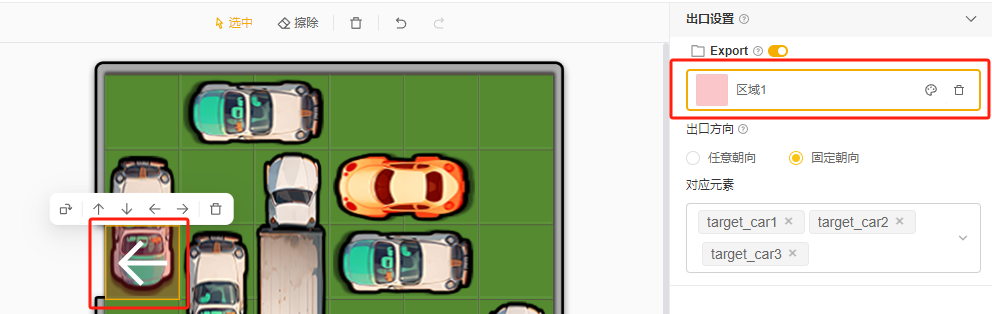 选中 擦除
出口设置
Export
区域1
出口方向
任意朝向 固定朝向
对应元素
target_car1 × target_car2 ×
target_car3 ×